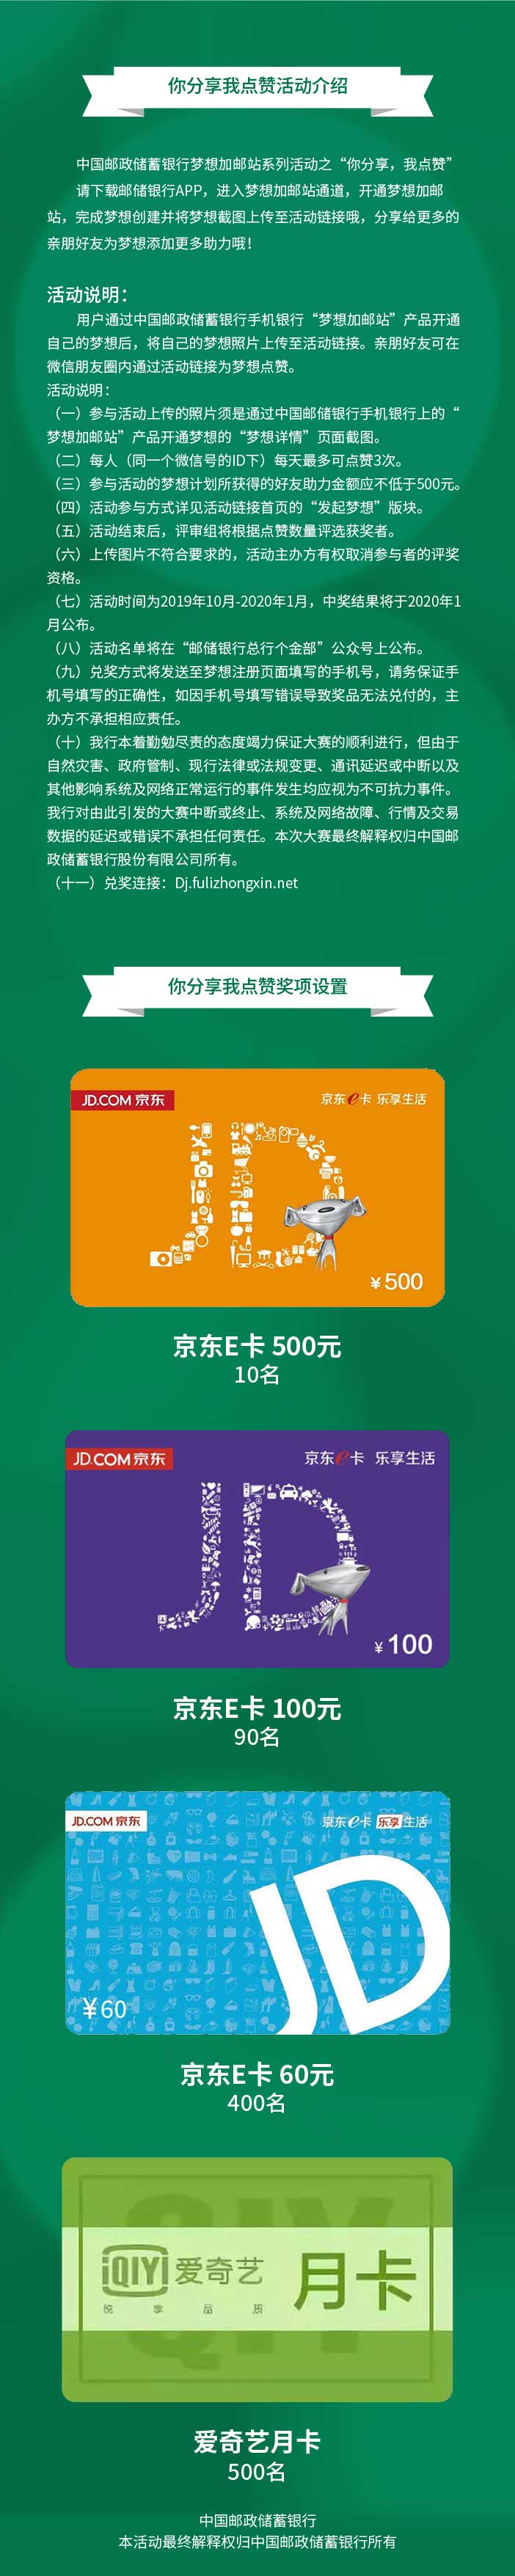 你分享我点赞活动介绍
中国邮政储蓄银行梦想加邮站系列活动之“你分享，我点赞”
请下载邮储银行APP，进入梦想加邮站通道，开通梦想加邮
站，完成梦想创建并将梦想截图上传至活动链接哦，分享给更多的
亲朋好友为梦想添加更多助力哦！
活动说明：
用户通过中国邮政储蓄银行手机银行“梦想加邮站”产品开通
自己的梦想后，将自己的梦想照片上传至活动链接。亲朋好友可在
微信朋友圈内通过活动链接为梦想点赞。
活动说明：
（一）参与活动上传的照片须是通过中国邮储银行手机银行上的“
梦想加邮站”产品开通梦想的“梦想详情”页面截图。
（二）每人（同一个微信号的ID下）每天最多可点赞3次。
（三）参与活动的梦想计划所获得的好友助力金额应不低于500元。
（四）活动参与方式详见活动链接首页的“发起梦想”版块。
（五）活动结束后，评审组将根据点赞数量评选获奖者。
（六）上传图片不符合要求的，活动主办方有权取消参与者的评奖
资格。
（七）活动时间为2019年10月-2020年1月，中奖结果将于2020年1
月公布。
（八）活动名单将在“邮储银行总行个金部”公众号上公布。
（九）兑奖方式将发送至梦想注册页面填写的手机号，请务保证手
机号填写的正确性，如因手机号填写错误导致奖品无法兑付的，主
办方不承担相应责任。
（十）我行本着勤勉尽责的态度竭力保证大赛的顺利进行，但由于
自然灾害、政府管制、现行法律或法规变更、通讯延迟或中断以及
其他影响系统及网络正常运行的事件发生均应视为不可抗力事件。
我行对由此引发的大赛中断或终止、系统及网络故障、行情及交易
数据的延迟或错误不承担任何责任。本次大赛最终解释权归中国邮
政储蓄银行股份有限公司所有。
（十一）兑奖连接：Dj.fulizhongxin.net
你分享我点赞奖项设置
JD.COM 京东
京东e卡 乐享生活
JD
¥500
京东E卡 500元
10名
JD.COM 京东
京东e卡 乐享生活
JD
¥100
京东E卡 100元
90名
JD.COM 京东
京东e卡 乐享生活
JD
¥60
京东E卡 60元
400名
QIY
iQIYI 爱奇艺 月卡
悦享品质
爱奇艺月卡
500名
中国邮政储蓄银行
本活动最终解释权归中国邮政储蓄银行所有